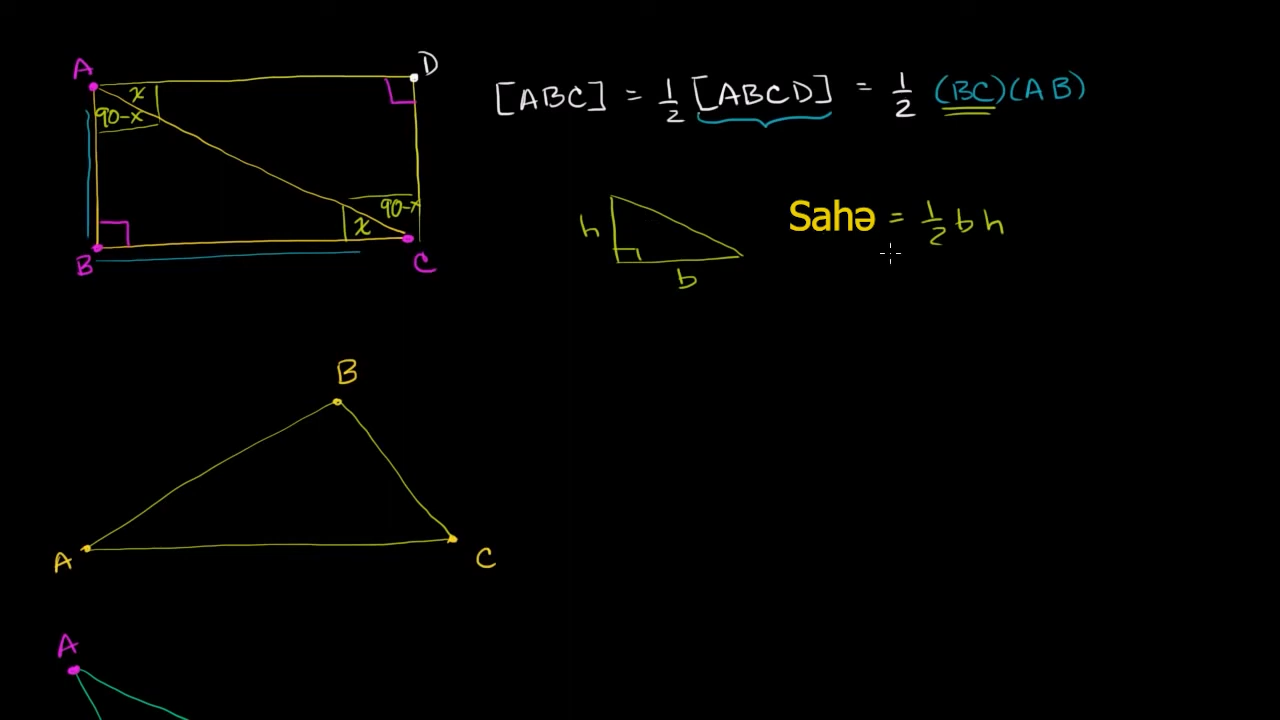 A
D
x
90-x
[ABC] = 1/2 [ABCD] = 1/2 (BC)(AB)
90-x
x
B
C
h
b
Sahə = 1/2 b h
B
A
C
A